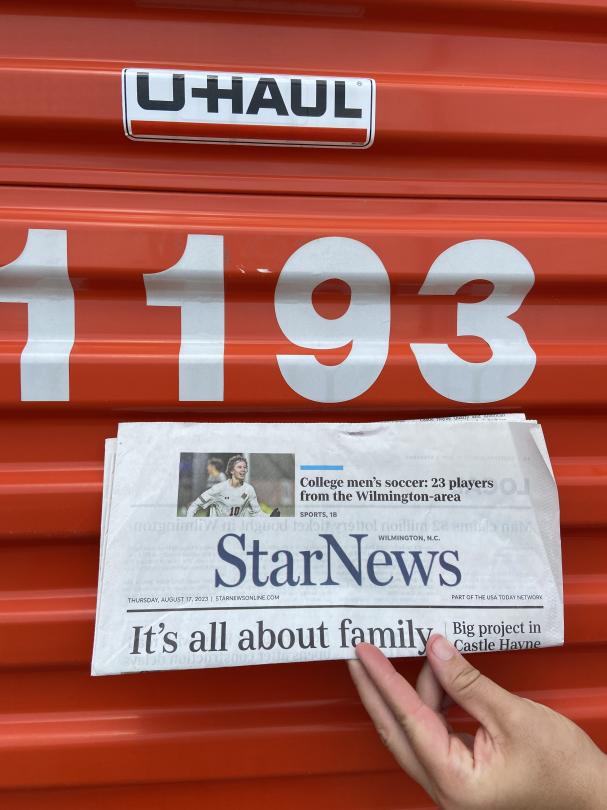 U-HAUL
1193
College men's soccer: 23 players
from the Wilmington-area
SPORTS, 1B
WILMINGTON, N.C.
StarNews
THURSDAY, AUGUST 17, 2023 | STARNEWSONLINE.COM
PART OF THE USA TODAY NETWORK
It's all about family
Big project in
Castle Hayne
10